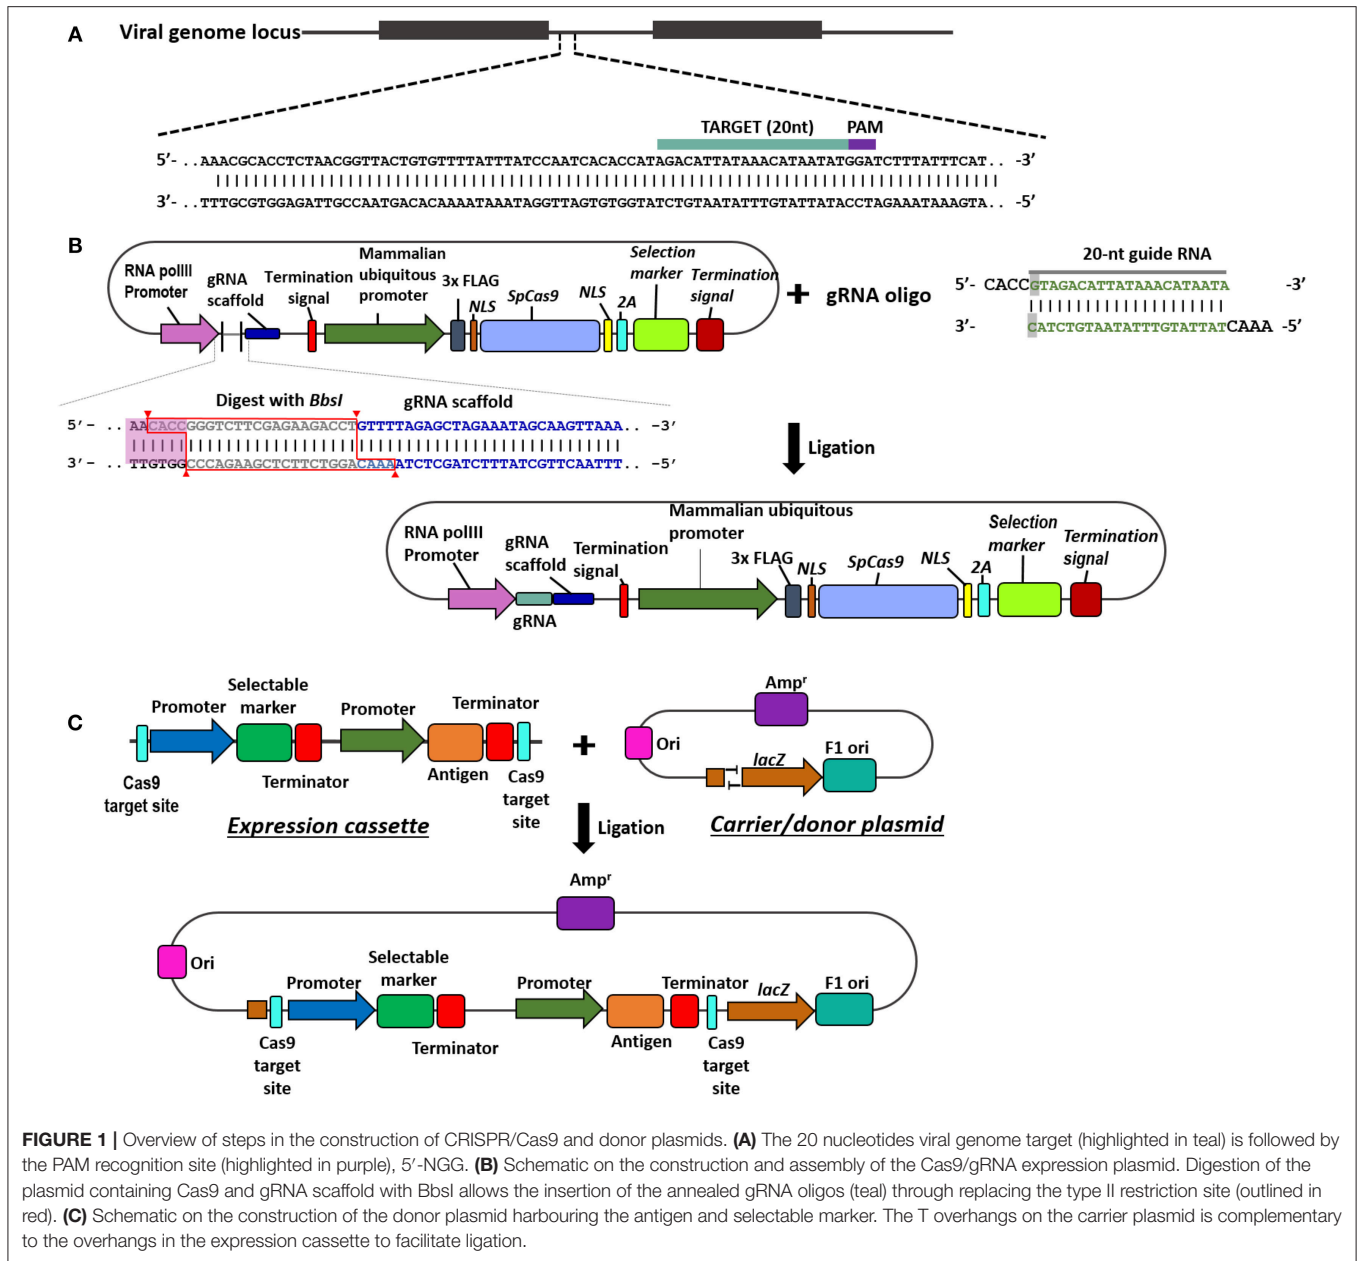 A
Viral genome locus
TARGET (20nt) PAM
5’- ..AAACGCACCTCTAACGGTTACTGTGTTTTATTTATCCAATCACACCATAGACATTATAAACATAATATGGATCTTTATTTCAT.. -3’
3’- ..TTTGCGTGGAGATTGCCAATGACACAAAATAAATAGGTTAGTGTGGTATCTGTAATATTTGTATTATACCTAGAAATAAAGTA.. -5’
B
RNA polIII Promoter
gRNA scaffold
Termination signal
Mammalian ubiquitous promoter
3x FLAG
NLS
SpCas9
NLS
2A
Selection marker
Termination signal
+ gRNA oligo
20-nt guide RNA
5’- CACCGTAGACATTATAAACATAATA -3’
3’- CATCTGTAATATTTGTATTATCAAA -5’
Digest with BbsI
gRNA scaffold
5’– ..AACACCGGGTCTTCGAGAAGACCTGTTTTAGAGCTAGAAATAGCAAGTTAAA.. –3’
3’– ..TTGTGGCCCAGAAGCTCTTCTGGACAAAATCTCGATCTTTATCGTTCAATTT.. –5’
Ligation
RNA polIII Promoter
gRNA scaffold
gRNA
Termination signal
Mammalian ubiquitous promoter
3x FLAG
NLS
SpCas9
NLS
2A
Selection marker
Termination signal
C
Cas9 target site
Promoter
Selectable marker
Terminator
Promoter
Antigen
Terminator
Cas9 target site
Expression cassette
+
Ampʳ
Ori
lacZ
F1 ori
Carrier/donor plasmid
Ligation
Ampʳ
Ori
Cas9 target site
Promoter
Selectable marker
Terminator
Promoter
Antigen
Terminator
Cas9 target site
lacZ
F1 ori
FIGURE 1 | Overview of steps in the construction of CRISPR/Cas9 and donor plasmids. (A) The 20 nucleotides viral genome target (highlighted in teal) is followed by
the PAM recognition site (highlighted in purple), 5′-NGG. (B) Schematic on the construction and assembly of the Cas9/gRNA expression plasmid. Digestion of the
plasmid containing Cas9 and gRNA scaffold with BbsI allows the insertion of the annealed gRNA oligos (teal) through replacing the type II restriction site (outlined in
red). (C) Schematic on the construction of the donor plasmid harbouring the antigen and selectable marker. The T overhangs on the carrier plasmid is complementary
to the overhangs in the expression cassette to facilitate ligation.